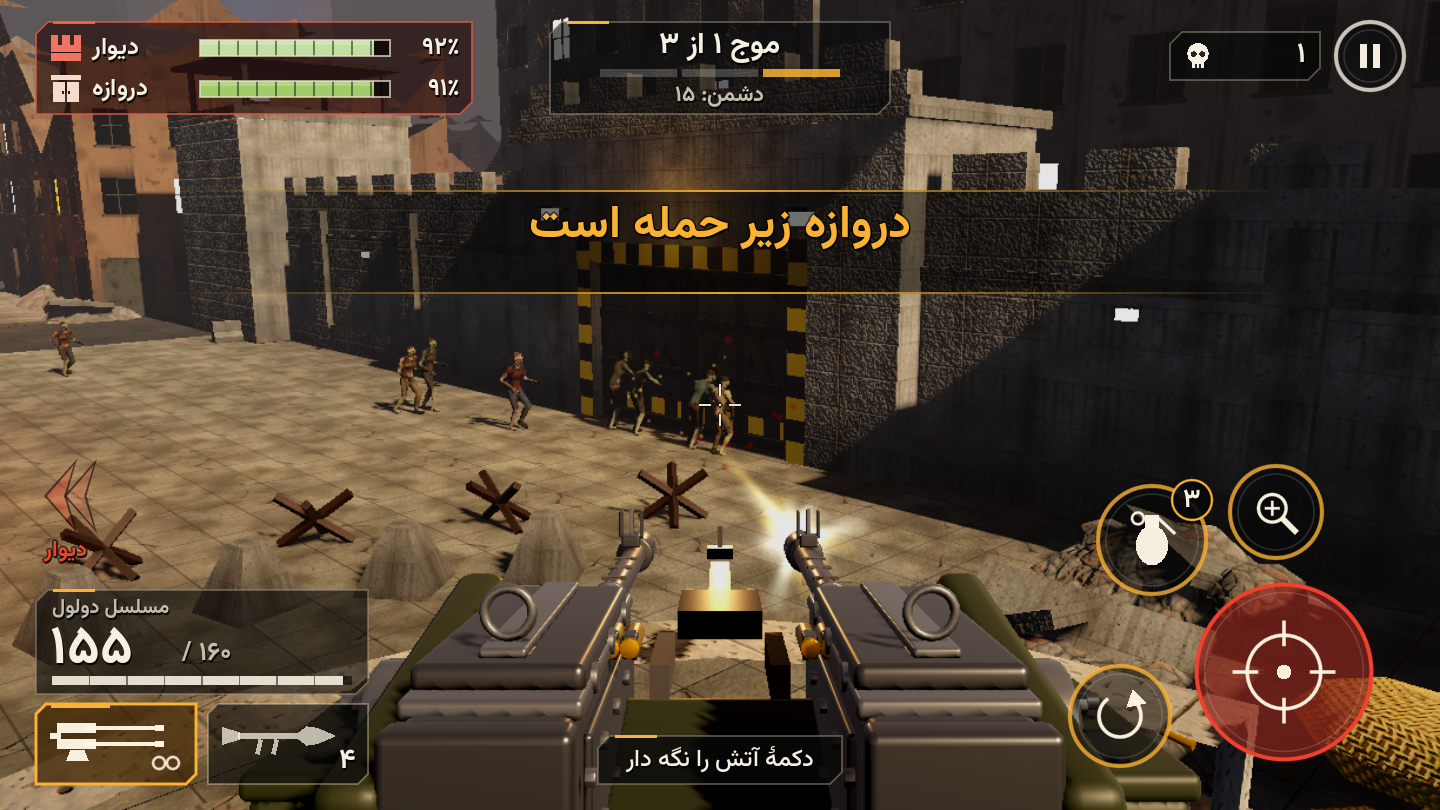 دیوار ۹۲٪
دروازه ۹۱٪
موج ۱ از ۳
دشمن: ۱۵
۱
دروازه زیر حمله است
۳
دیوار
مسلسل دولول
۱۵۵ / ۱۶۰
∞
۴
دکمهٔ آتش را نگه دار